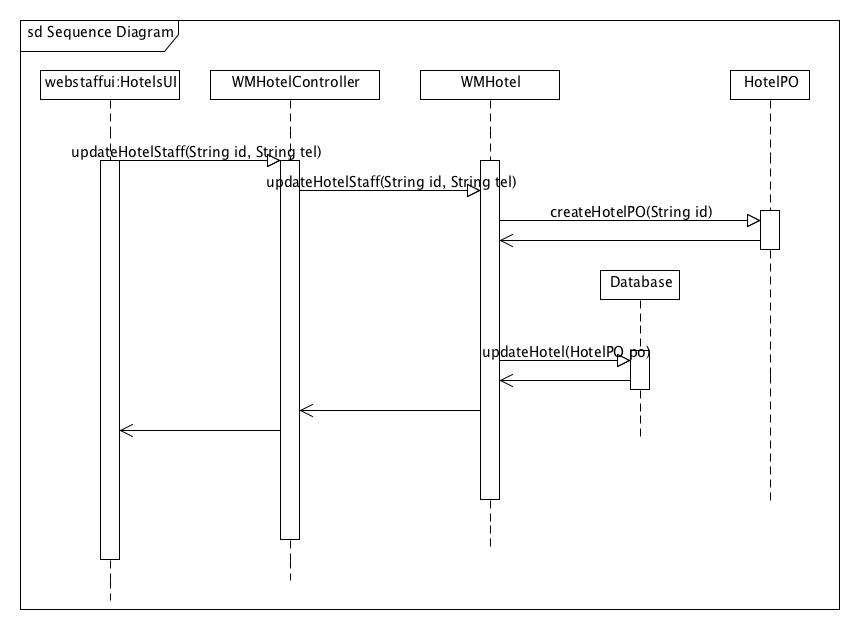 sd Sequence Diagram
webstaffui:HotelsUI
WMHotelController
WMHotel
HotelPO
updateHotelStaff(String id, String tel)
updateHotelStaff(String id, String tel)
createHotelPO(String id)
Database
updateHotel(HotelPO po)